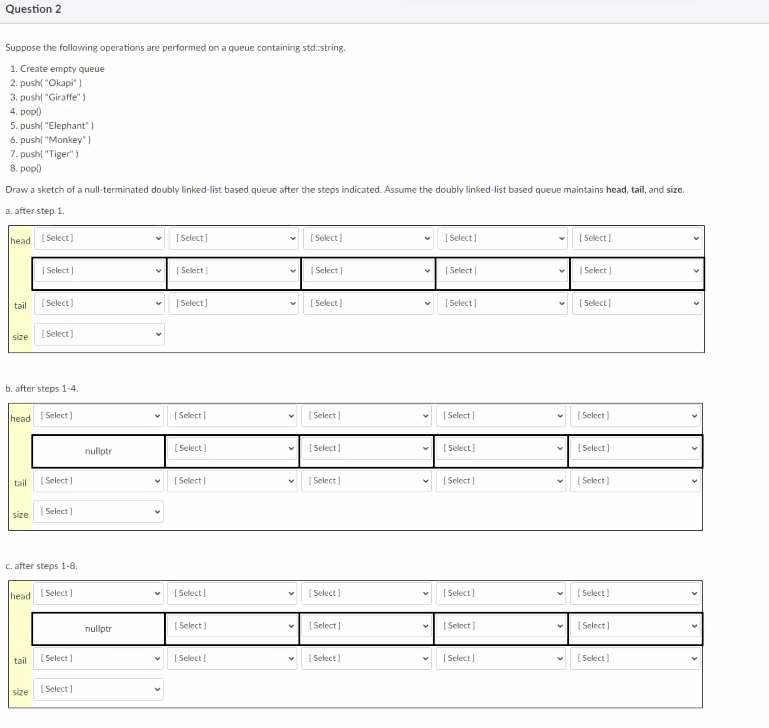 Question 2
Suppose the following operations are performed on a queue containing std::string.
1. Create empty queue
2. push( "Okapi" )
3. push( "Giraffe" )
4. pop()
5. push( "Elephant" )
6. push( "Monkey" )
7. push( "Tiger" )
8. pop()
Draw a sketch of a null-terminated doubly linked-list based queue after the steps indicated. Assume the doubly linked-list based queue maintains head, tail, and size.
a. after step 1.
head [ Select ] [ Select ] [ Select ] [ Select ] [ Select ]
[ Select ] [ Select ] [ Select ] [ Select ] [ Select ]
tail [ Select ] [ Select ] [ Select ] [ Select ] [ Select ]
size [ Select ]
b. after steps 1-4.
head [ Select ] [ Select ] [ Select ] [ Select ] [ Select ]
nullptr [ Select ] [ Select ] [ Select ] [ Select ]
tail [ Select ] [ Select ] [ Select ] [ Select ] [ Select ]
size [ Select ]
c. after steps 1-8.
head [ Select ] [ Select ] [ Select ] [ Select ] [ Select ]
nullptr [ Select ] [ Select ] [ Select ] [ Select ]
tail [ Select ] [ Select ] [ Select ] [ Select ] [ Select ]
size [ Select ]